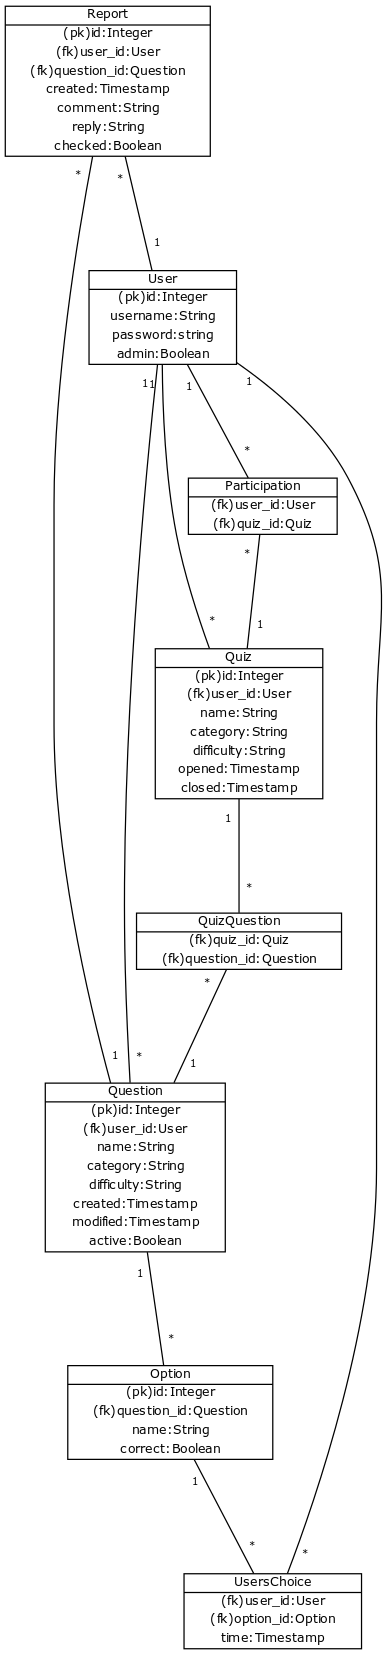 Report
(pk)id:Integer
(fk)user_id:User
(fk)question_id:Question
created:Timestamp
comment:String
reply:String
checked:Boolean
*
*
1
User
(pk)id:Integer
username:String
password:string
admin:Boolean
1
1
1
1
*
Participation
(fk)user_id:User
(fk)quiz_id:Quiz
*
*
1
Quiz
(pk)id:Integer
(fk)user_id:User
name:String
category:String
difficulty:String
opened:Timestamp
closed:Timestamp
1
*
QuizQuestion
(fk)quiz_id:Quiz
(fk)question_id:Question
*
1
*
1
Question
(pk)id:Integer
(fk)user_id:User
name:String
category:String
difficulty:String
created:Timestamp
modified:Timestamp
active:Boolean
1
*
Option
(pk)id:Integer
(fk)question_id:Question
name:String
correct:Boolean
1
*
*
UsersChoice
(fk)user_id:User
(fk)option_id:Option
time:Timestamp